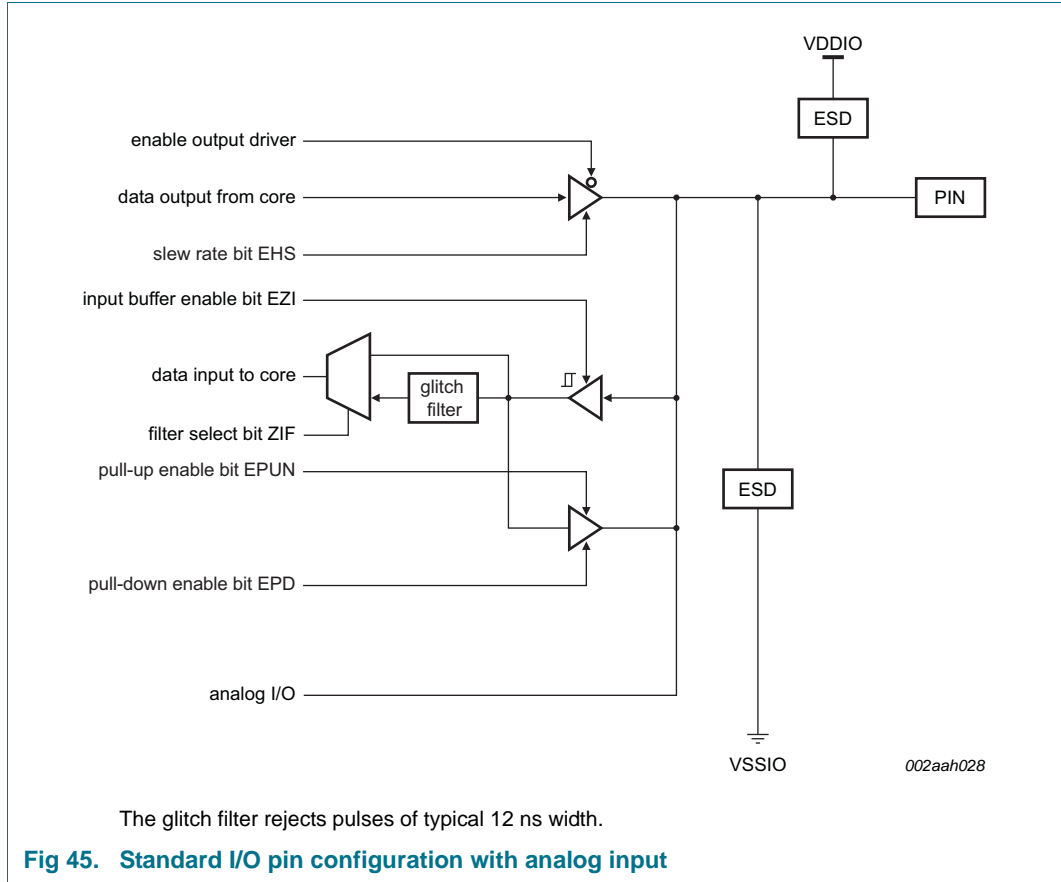 VDDIO
ESD
enable output driver
data output from core
PIN
slew rate bit EHS
input buffer enable bit EZI
data input to core
glitch
filter
filter select bit ZIF
pull-up enable bit EPUN
ESD
pull-down enable bit EPD
analog I/O
VSSIO
002aah028
The glitch filter rejects pulses of typical 12 ns width.
Fig 45. Standard I/O pin configuration with analog input